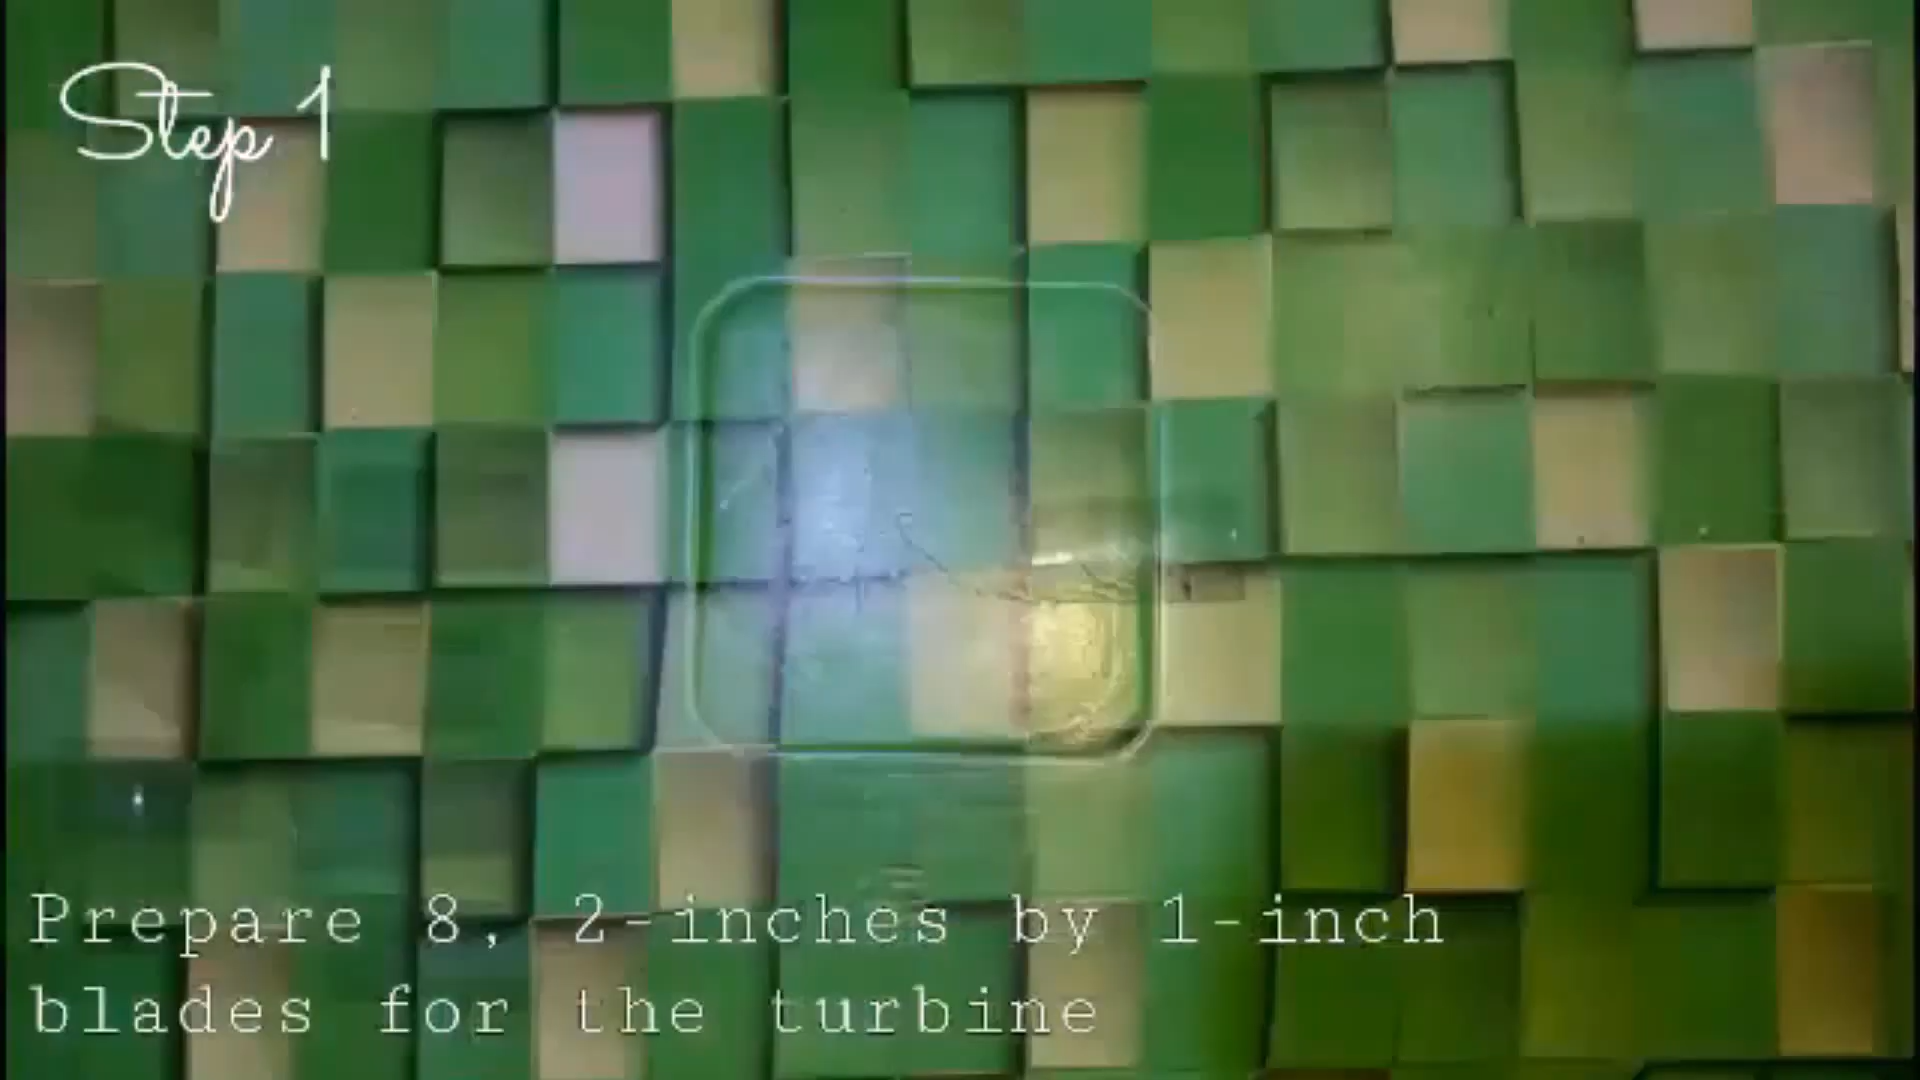 Step 1
Prepare 8, 2-inches by 1-inch
blades for the turbine